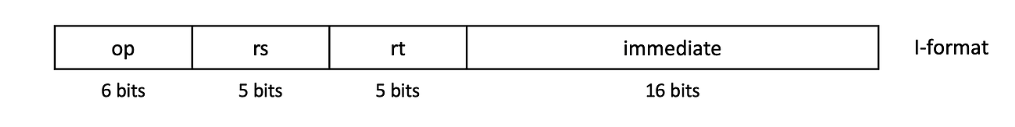 op rs rt immediate I-format
6 bits 5 bits 5 bits 16 bits